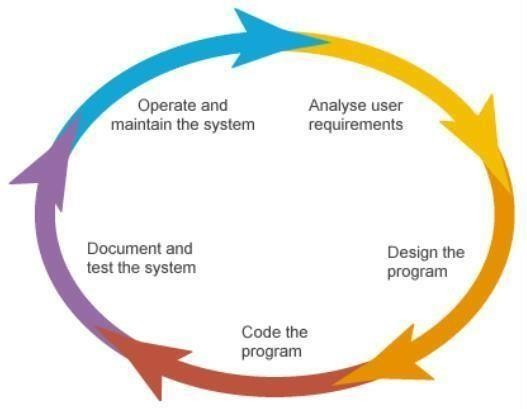 Operate and
maintain the system
Analyse user
requirements
Design the
program
Code the
program
Document and
test the system